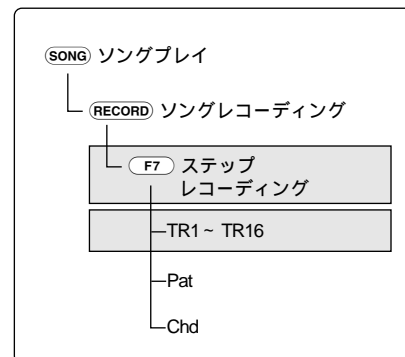 SONG ソングプレイ
RECORD ソングレコーディング
F7 ステップ
レコーディング
TR1~ TR16
Pat
Chd